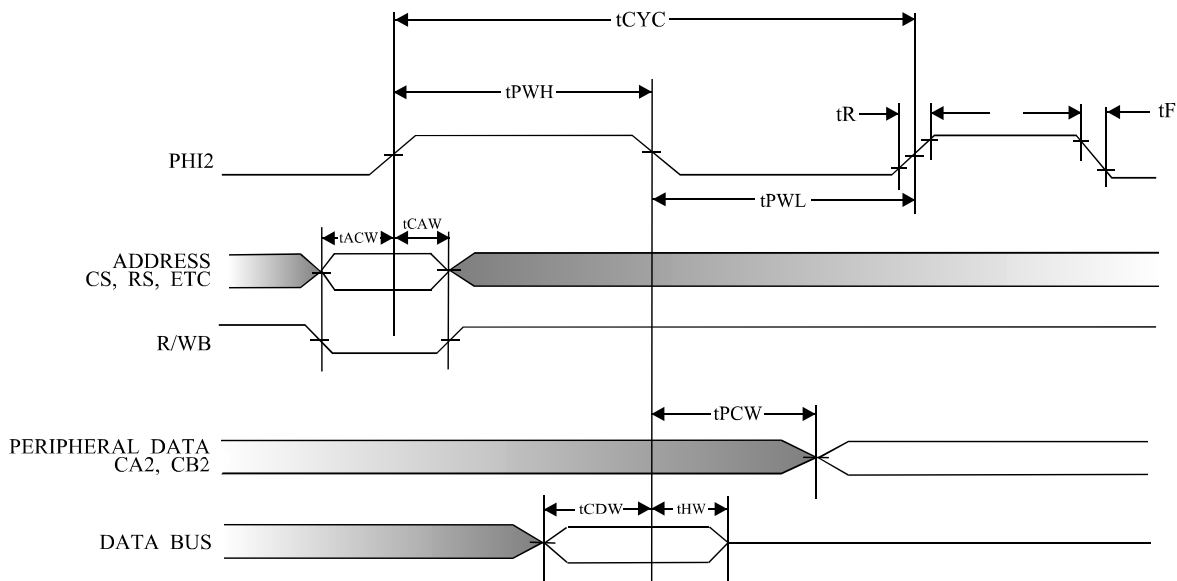 tCYC
tPWH
tR
tF
PHI2
tPWL
tACW
tCAW
ADDRESS
CS, RS, ETC
R/WB
tPCW
PERIPHERAL DATA
CA2, CB2
tCDW
tHW
DATA BUS